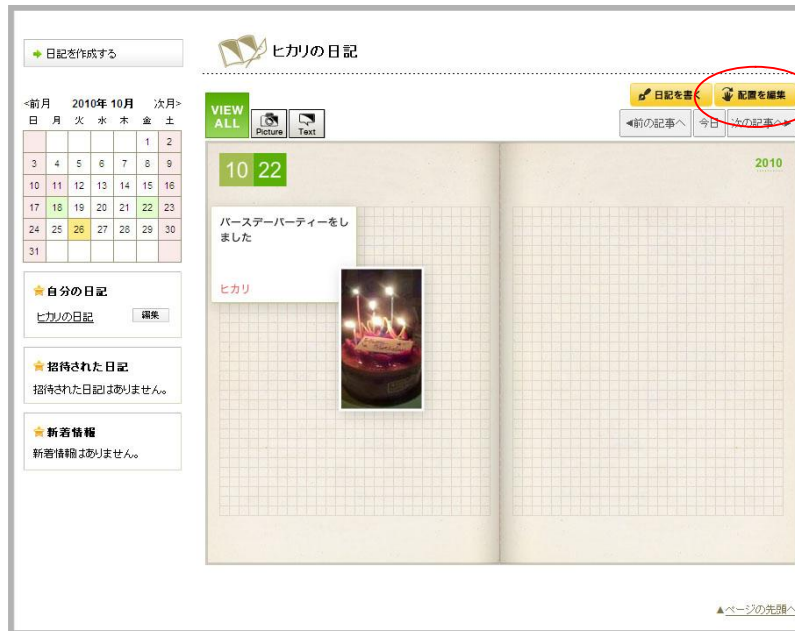 日記を作成する
<前月 2010年 10月 次月>
日 月 火 水 木 金 土
1 2
3 4 5 6 7 8 9
10 11 12 13 14 15 16
17 18 19 20 21 22 23
24 25 26 27 28 29 30
31
自分の日記
ヒカリの日記 編集
招待された日記
招待された日記はありません。
新着情報
新着情報はありません。
ヒカリの日記
日記を書く 配置を編集
VIEW
ALL
Picture Text
◀前の記事へ 今日 次の記事へ▶
10 22
2010
バースデーパーティーをし
ました
ヒカリ
▲ページの先頭へ